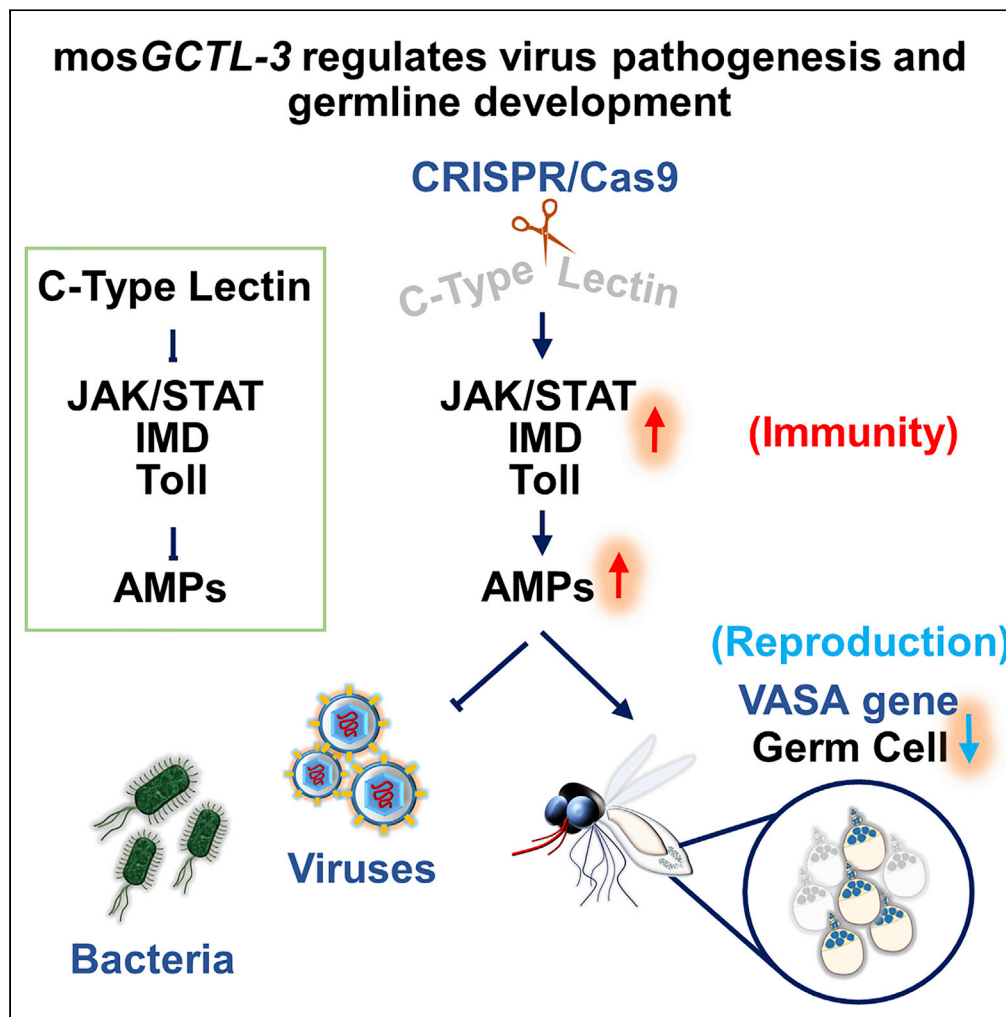 mosGCTL-3 regulates virus pathogenesis and
germline development
CRISPR/Cas9
C-Type Lectin
C-Type Lectin
JAK/STAT
IMD
Toll
AMPs
JAK/STAT
IMD
Toll
(Immunity)
AMPs
(Reproduction)
VASA gene
Germ Cell
Viruses
Bacteria